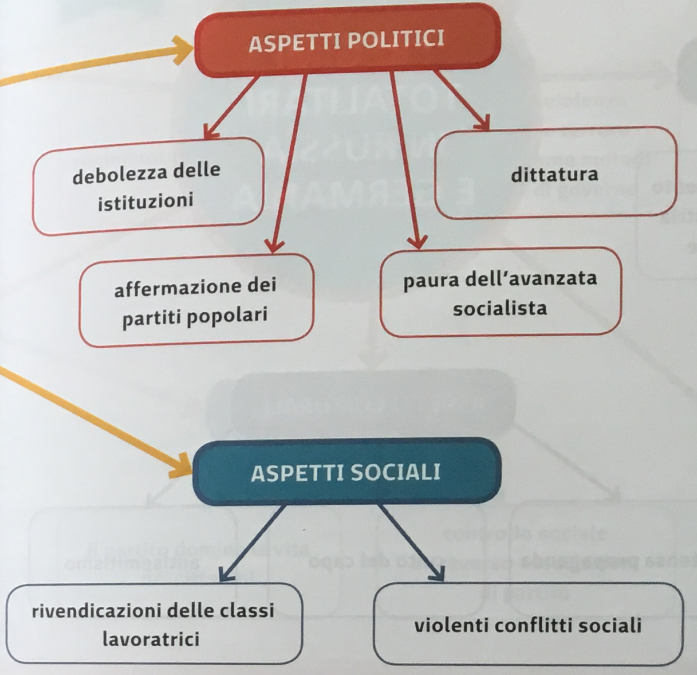 ASPETTI POLITICI
debolezza delle
istituzioni
dittatura
affermazione dei
partiti popolari
paura dell'avanzata
socialista
ASPETTI SOCIALI
rivendicazioni delle classi
lavoratrici
violenti conflitti sociali